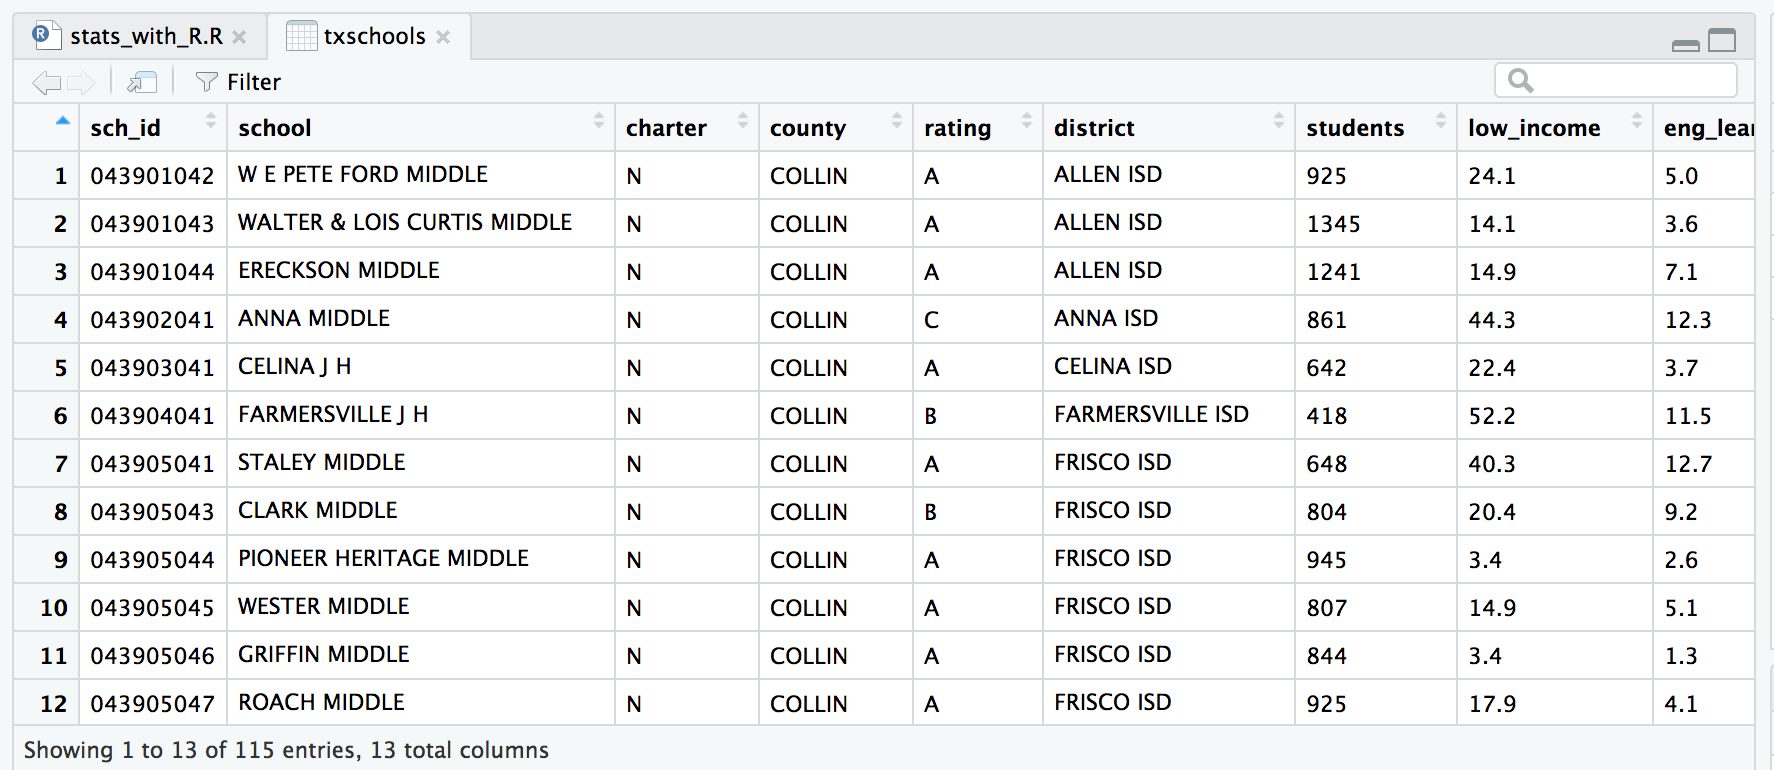 R stats_with_R.R txschools
Filter
sch_id school charter county rating district students low_income eng_lear
1 043901042 W E PETE FORD MIDDLE N COLLIN A ALLEN ISD 925 24.1 5.0
2 043901043 WALTER & LOIS CURTIS MIDDLE N COLLIN A ALLEN ISD 1345 14.1 3.6
3 043901044 ERECKSON MIDDLE N COLLIN A ALLEN ISD 1241 14.9 7.1
4 043902041 ANNA MIDDLE N COLLIN C ANNA ISD 861 44.3 12.3
5 043903041 CELINA J H N COLLIN A CELINA ISD 642 22.4 3.7
6 043904041 FARMERSVILLE J H N COLLIN B FARMERSVILLE ISD 418 52.2 11.5
7 043905041 STALEY MIDDLE N COLLIN A FRISCO ISD 648 40.3 12.7
8 043905043 CLARK MIDDLE N COLLIN B FRISCO ISD 804 20.4 9.2
9 043905044 PIONEER HERITAGE MIDDLE N COLLIN A FRISCO ISD 945 3.4 2.6
10 043905045 WESTER MIDDLE N COLLIN A FRISCO ISD 807 14.9 5.1
11 043905046 GRIFFIN MIDDLE N COLLIN A FRISCO ISD 844 3.4 1.3
12 043905047 ROACH MIDDLE N COLLIN A FRISCO ISD 925 17.9 4.1
Showing 1 to 13 of 115 entries, 13 total columns